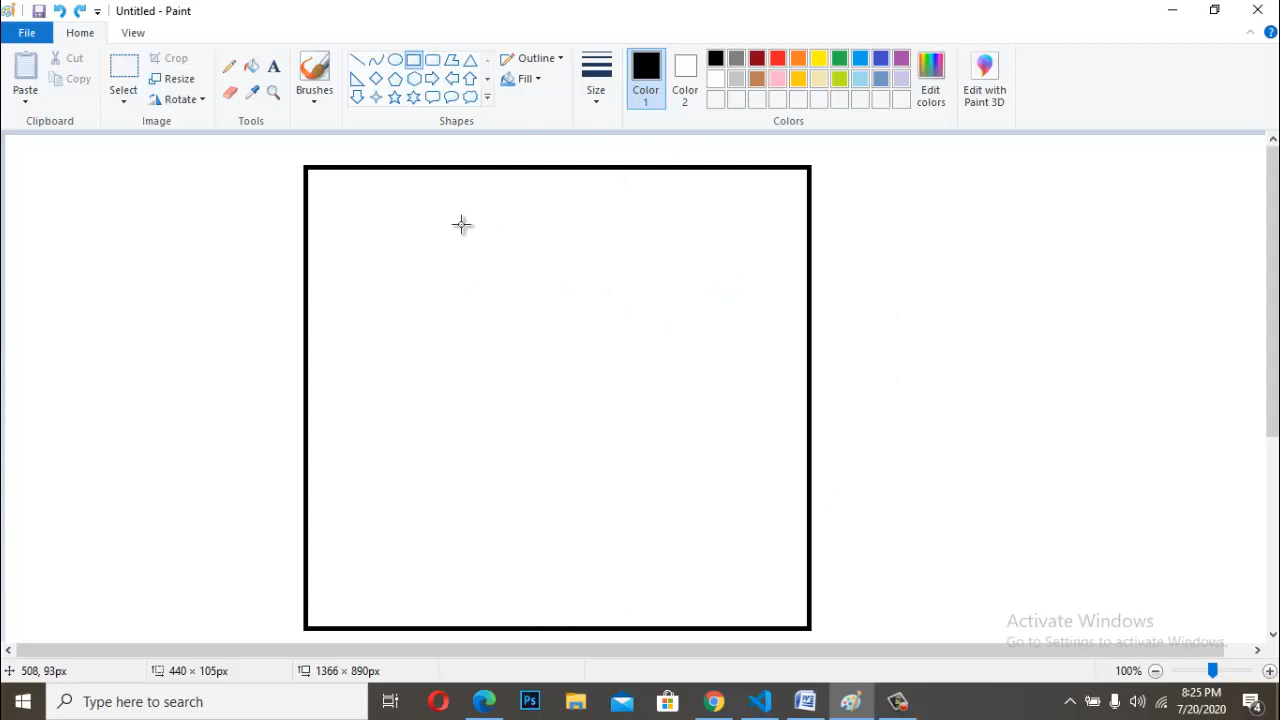 Untitled - Paint
File Home View
Paste
Cut
Copy
Clipboard
Select
Crop
Resize
Rotate
Image
A
Tools
Brushes
Outline
Fill
Shapes
Size
Color 1
Color 2
Edit colors
Colors
Edit with Paint 3D
Activate Windows
Go to Settings to activate Windows.
508, 93px 440 × 105px 1366 × 890px 100%
Type here to search
Ps
8:25 PM
7/20/2020
4